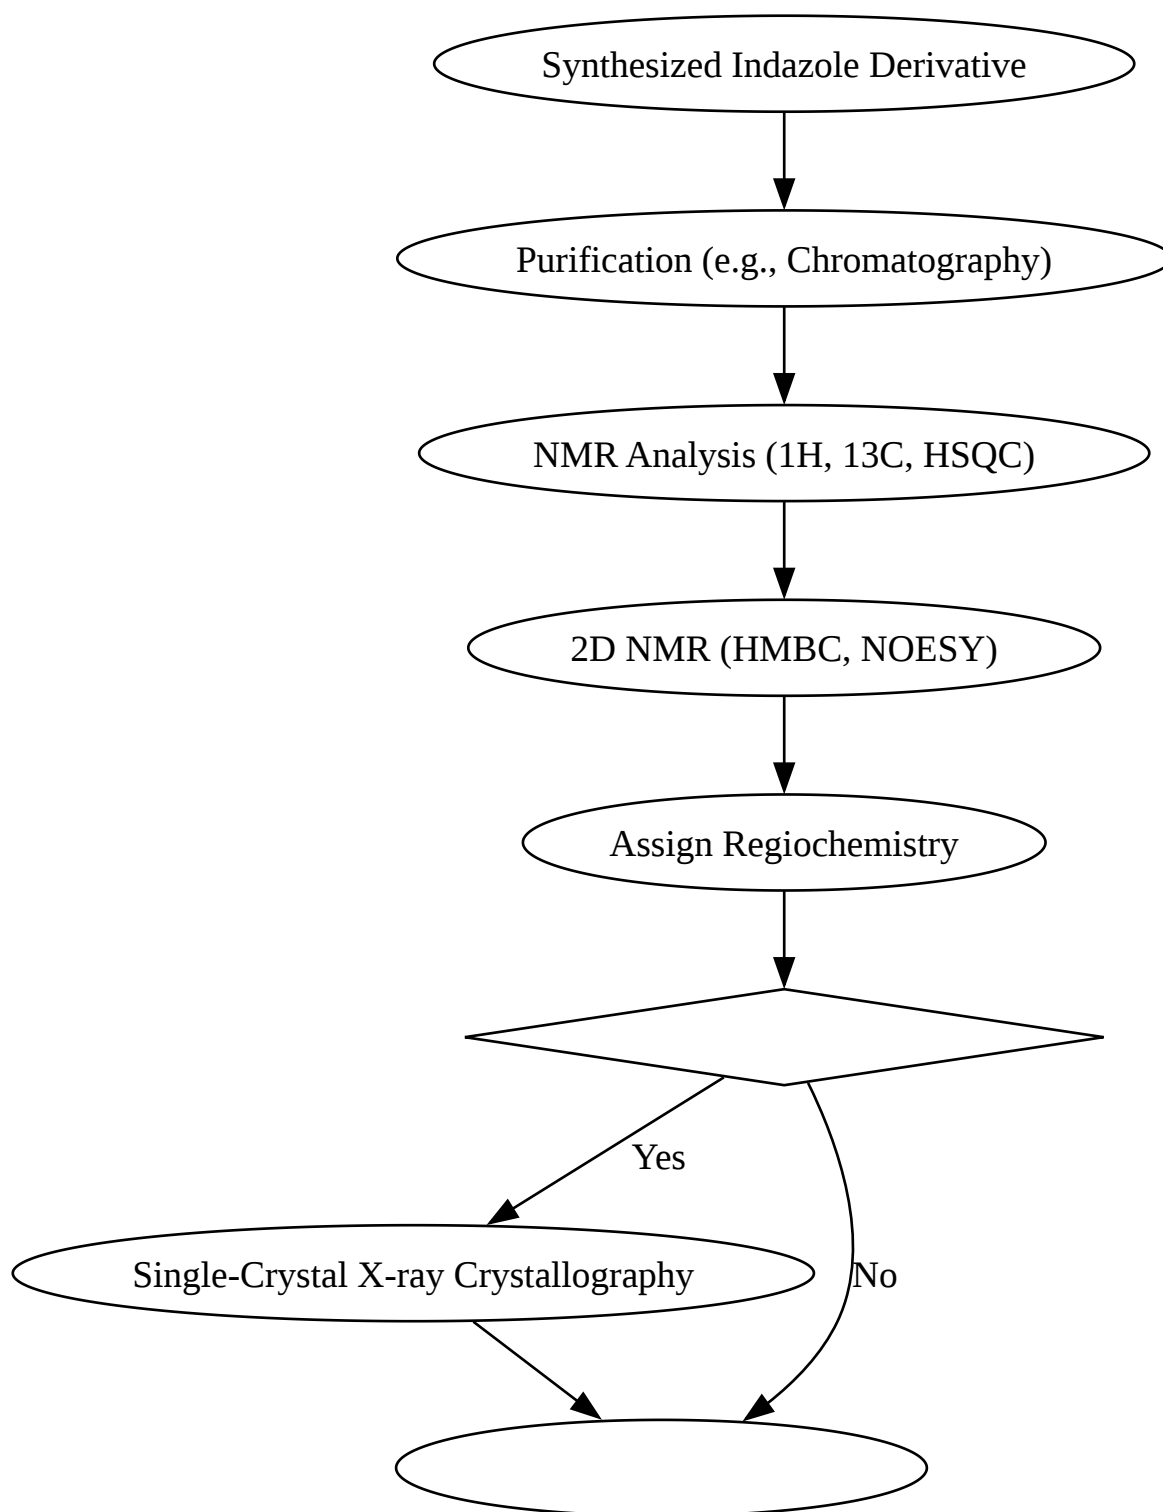 Synthesized Indazole Derivative
Purification (e.g., Chromatography)
NMR Analysis (1H, 13C, HSQC)
2D NMR (HMBC, NOESY)
Assign Regiochemistry
Yes
Single-Crystal X-ray Crystallography
No